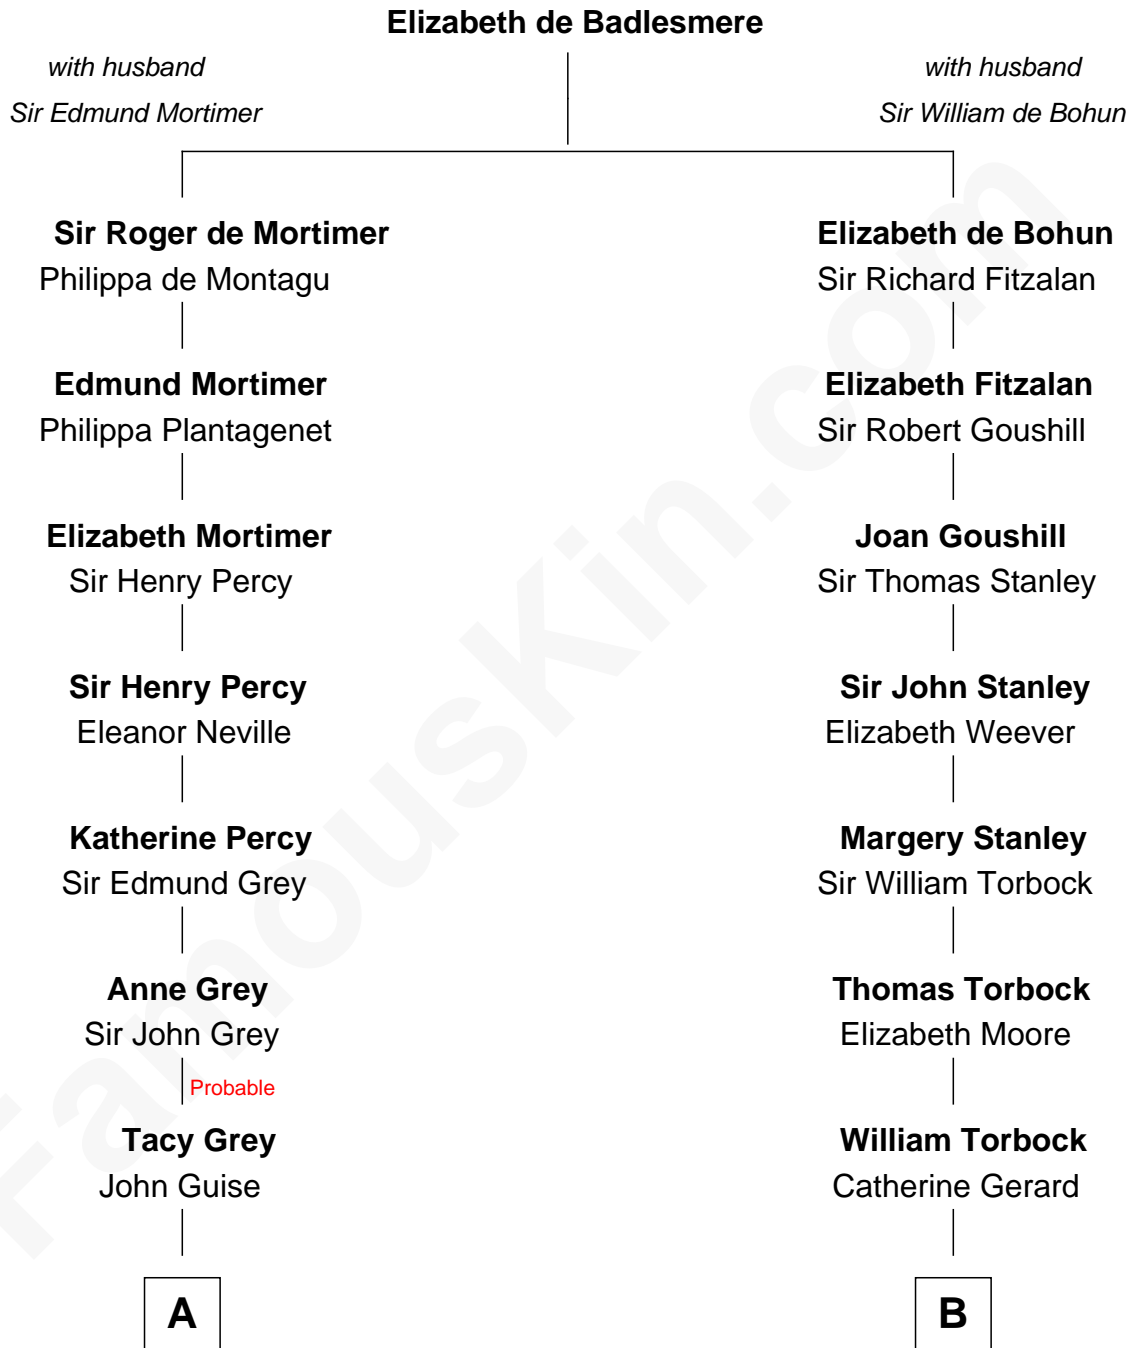 Elizabeth de Badlesmere
with husband
Sir Edmund Mortimer
with husband
Sir William de Bohun
Sir Roger de Mortimer
Philippa de Montagu
Elizabeth de Bohun
Sir Richard Fitzalan
Edmund Mortimer
Philippa Plantagenet
Elizabeth Fitzalan
Sir Robert Goushill
Elizabeth Mortimer
Sir Henry Percy
Joan Goushill
Sir Thomas Stanley
Sir Henry Percy
Eleanor Neville
Sir John Stanley
Elizabeth Weever
Katherine Percy
Sir Edmund Grey
Margery Stanley
Sir William Torbock
Anne Grey
Sir John Grey
Thomas Torbock
Elizabeth Moore
Probable
Tacy Grey
John Guise
William Torbock
Catherine Gerard
A
B
FamousKin.com